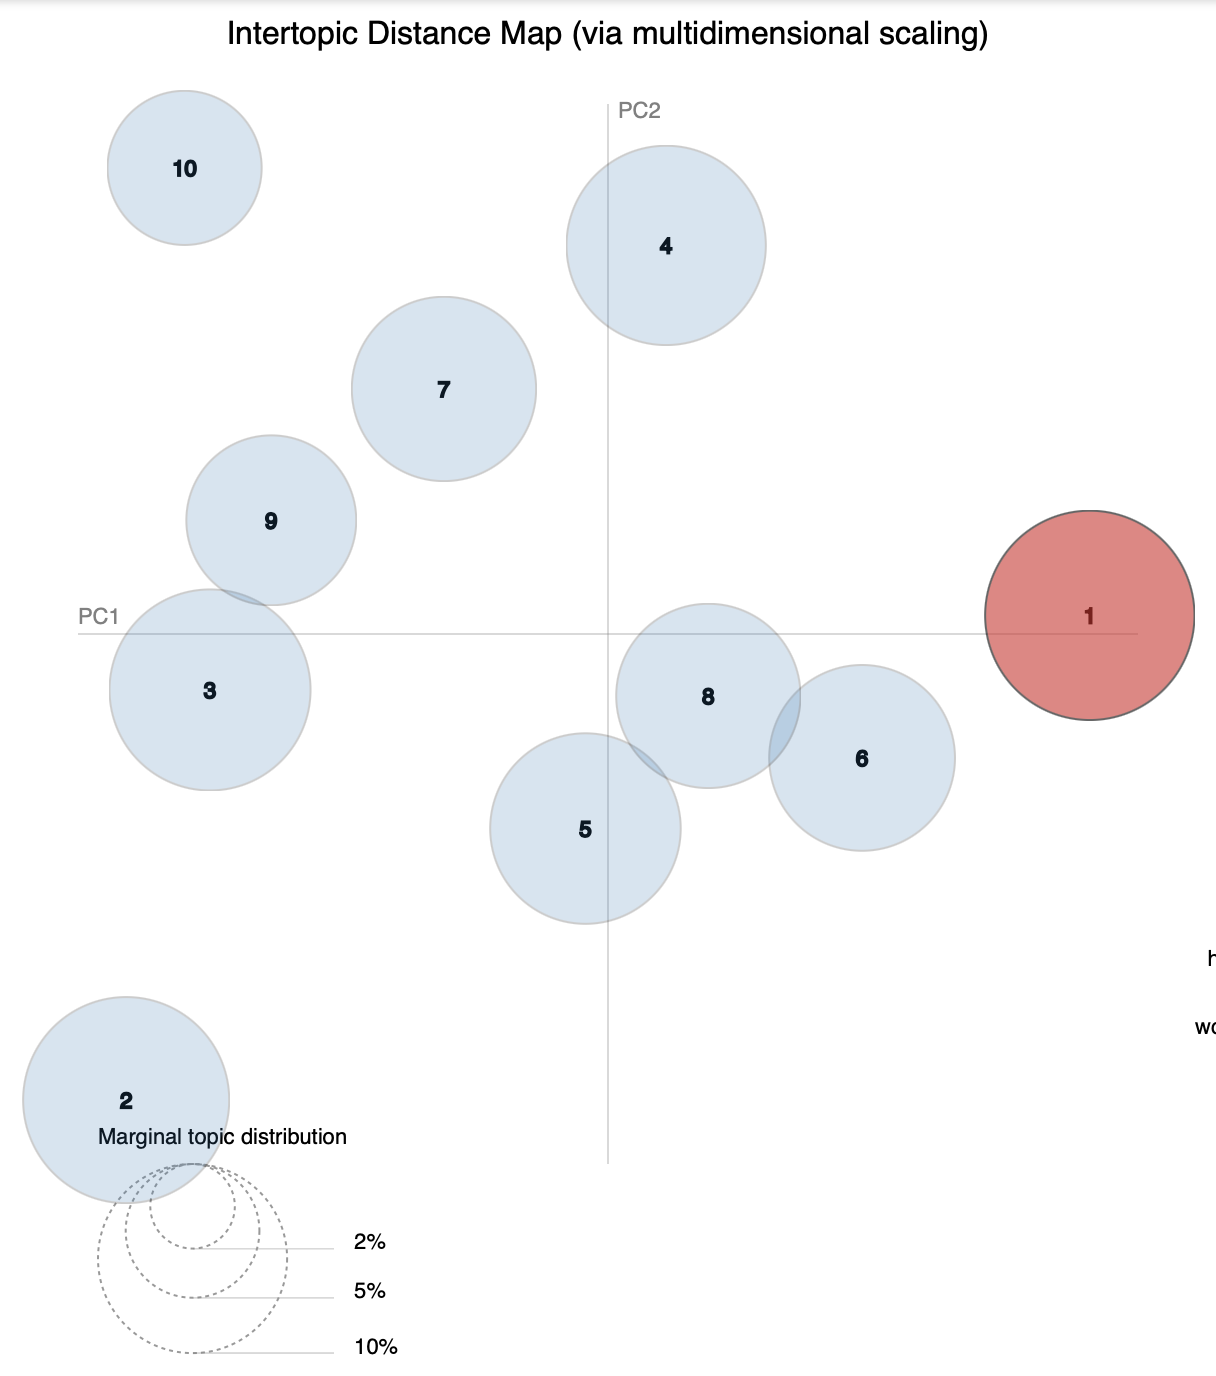 Intertopic Distance Map (via multidimensional scaling)
PC2
10
4
7
9
PC1
1
3
8
6
5
h
wo
2
Marginal topic distribution
2%
5%
10%